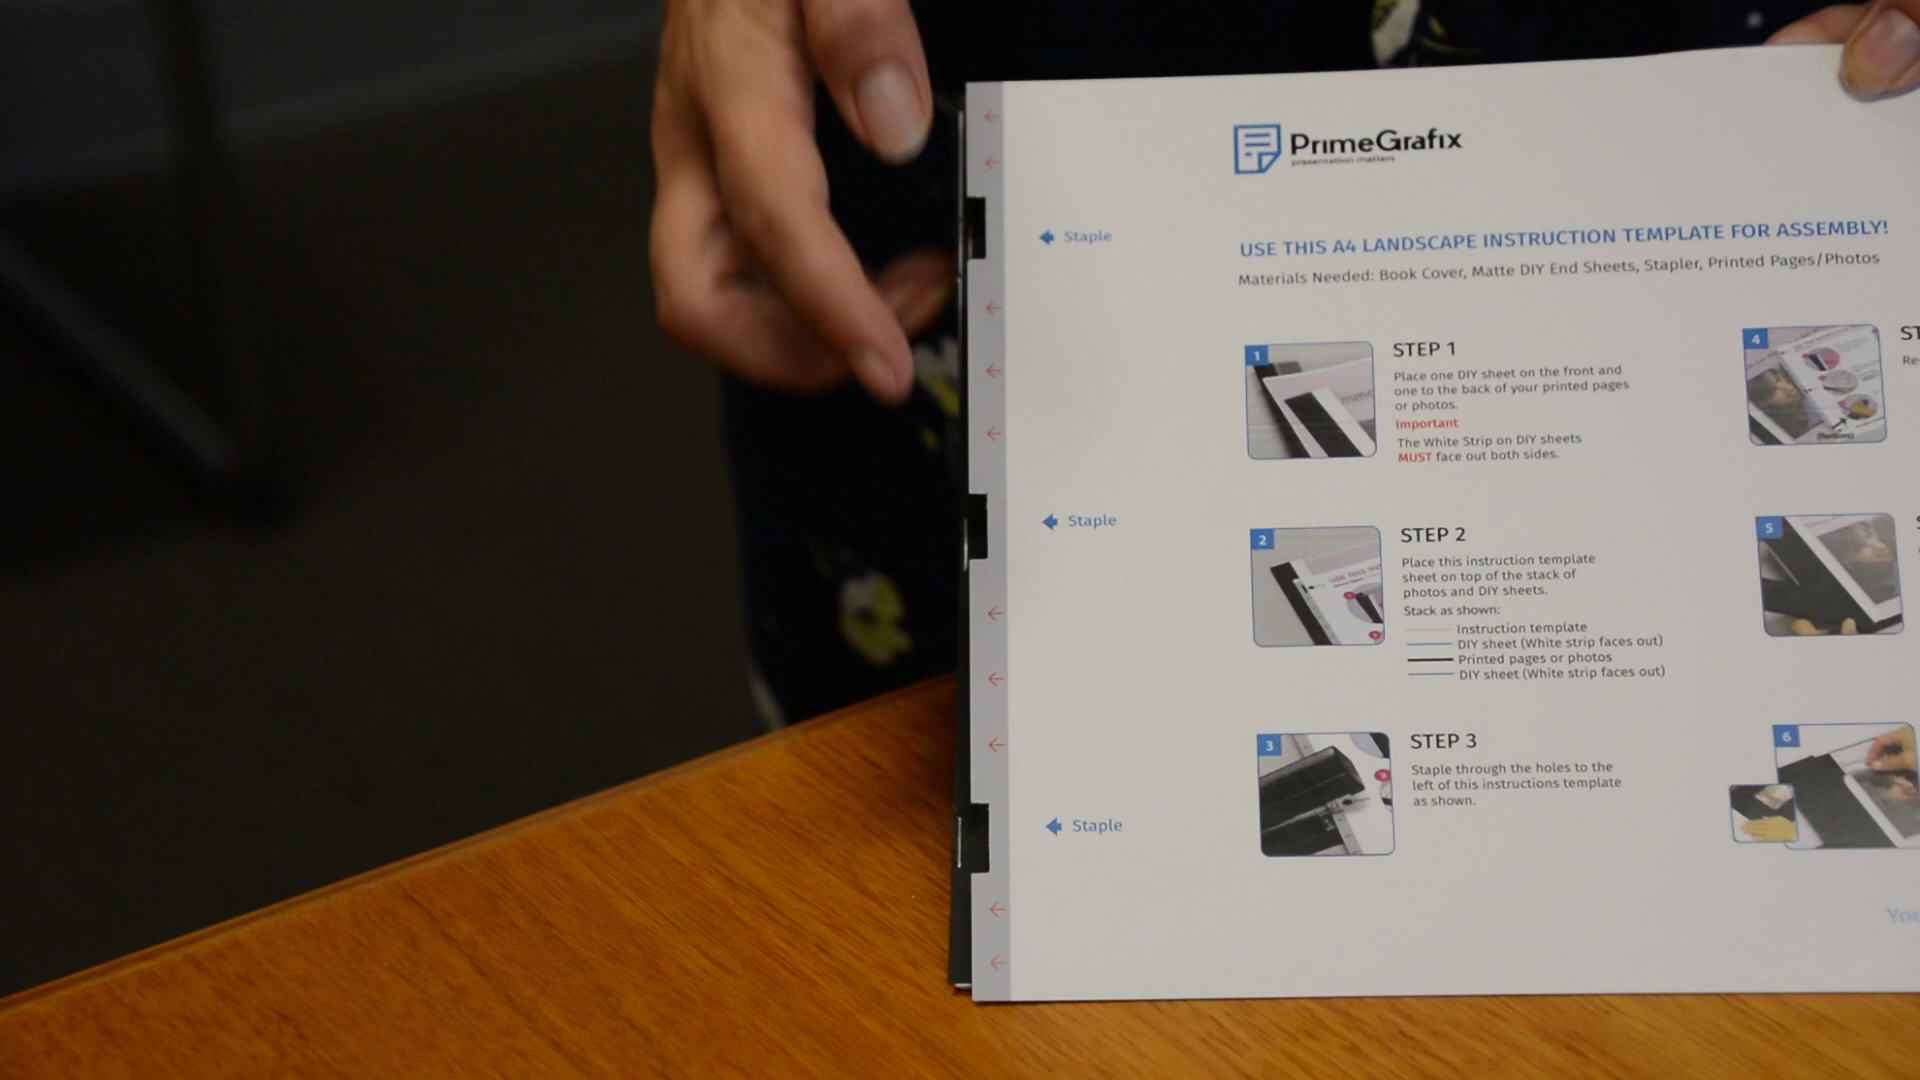 PrimeGrafix
presentation matters
USE THIS A4 LANDSCAPE INSTRUCTION TEMPLATE FOR ASSEMBLY!
Materials Needed: Book Cover, Matte DIY End Sheets, Stapler, Printed Pages/Photos
Staple
Staple
Staple
1
STEP 1
Place one DIY sheet on the front and
one to the back of your printed pages
or photos.
Important
The White Strip on DIY sheets
MUST face out both sides.
2
STEP 2
Place this instruction template
sheet on top of the stack of
photos and DIY sheets.
Stack as shown:
Instruction template
DIY sheet (White strip faces out)
Printed pages or photos
DIY sheet (White strip faces out)
3
STEP 3
Staple through the holes to the
left of this instructions template
as shown.
4
5
6